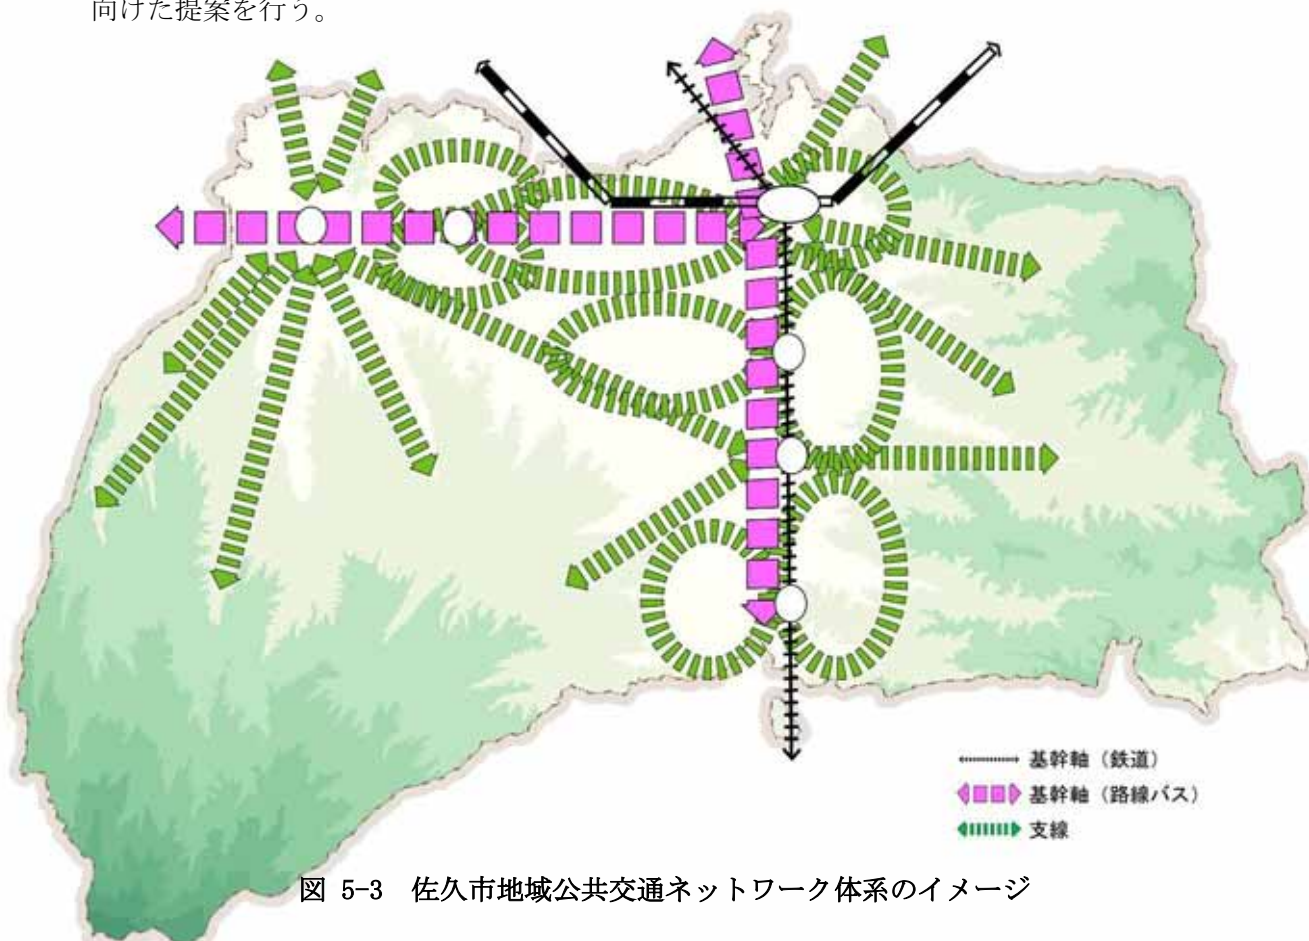 向けた提案を行う。
基幹軸（鉄道）
基幹軸（路線バス）
支線
図 5-3　佐久市地域公共交通ネットワーク体系のイメージ